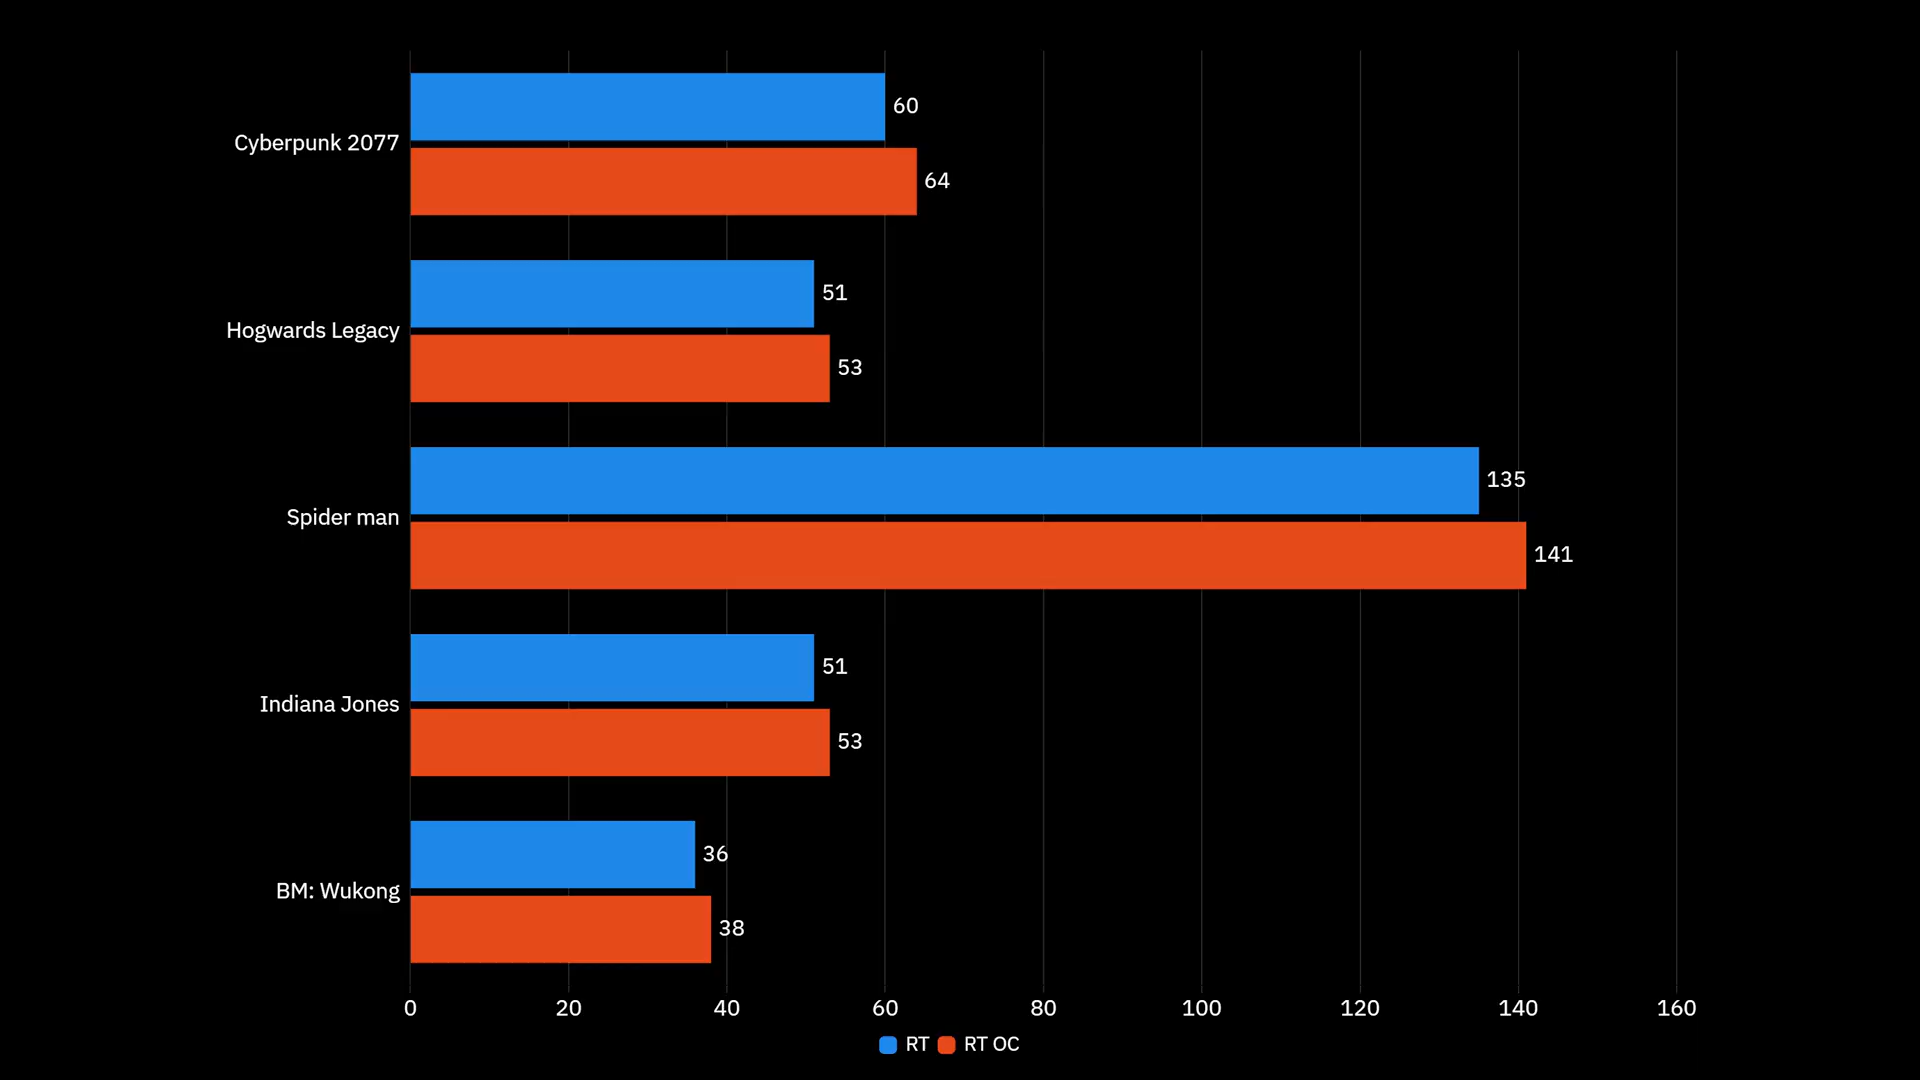 60
Cyberpunk 2077
64
51
Hogwards Legacy
53
135
Spider man
141
51
Indiana Jones
53
36
BM: Wukong
38
0 20 40 60 80 100 120 140 160
RT RT OC